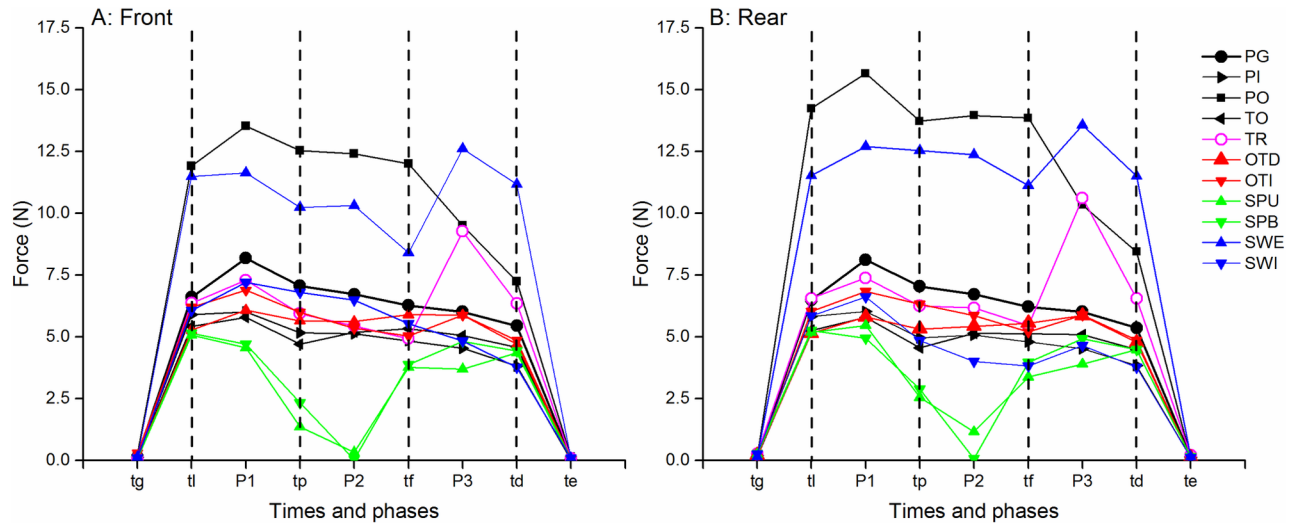 A: Front
17.5
15.0
12.5
10.0
7.5
5.0
2.5
0.0
Force (N)
tg tl P1 tp P2 tf P3 td te
Times and phases
B: Rear
17.5
15.0
12.5
10.0
7.5
5.0
2.5
0.0
Force (N)
tg tl P1 tp P2 tf P3 td te
Times and phases
PG
PI
PO
TO
TR
OTD
OTI
SPU
SPB
SWE
SWI